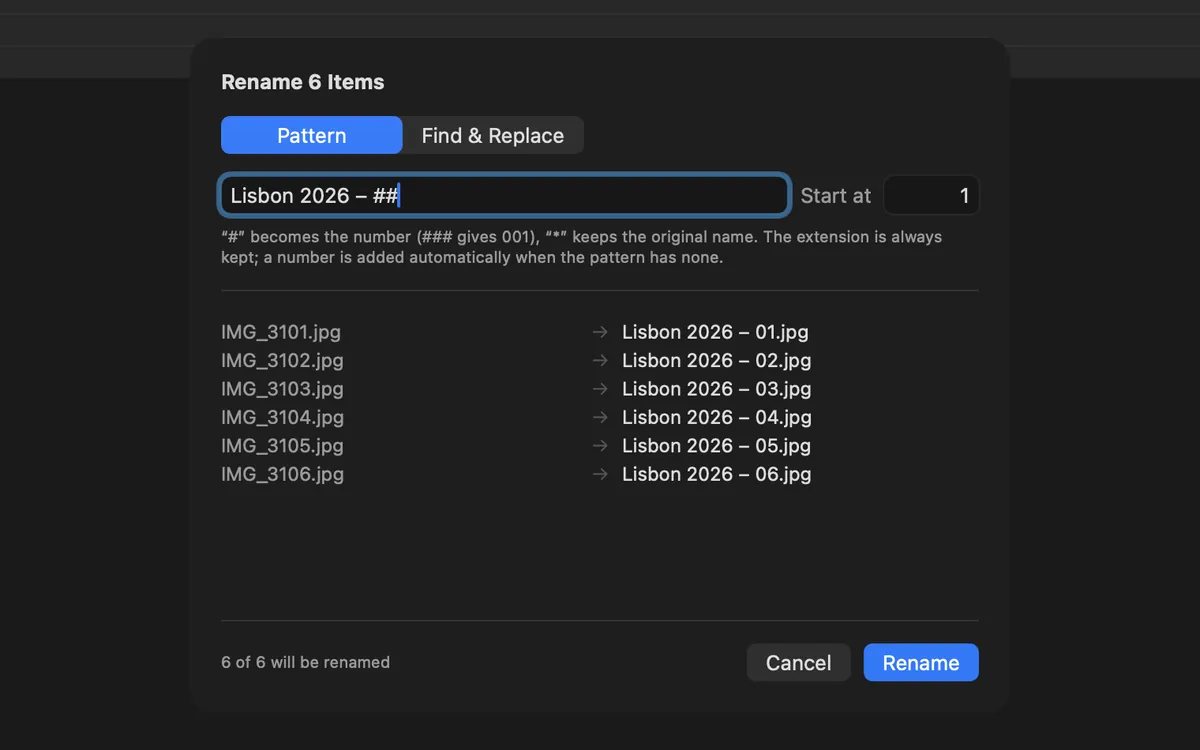 Rename 6 Items
Pattern Find & Replace
Lisbon 2026 – ## Start at 1
“#” becomes the number (### gives 001), “*” keeps the original name. The extension is always
kept; a number is added automatically when the pattern has none.
IMG_3101.jpg → Lisbon 2026 – 01.jpg
IMG_3102.jpg → Lisbon 2026 – 02.jpg
IMG_3103.jpg → Lisbon 2026 – 03.jpg
IMG_3104.jpg → Lisbon 2026 – 04.jpg
IMG_3105.jpg → Lisbon 2026 – 05.jpg
IMG_3106.jpg → Lisbon 2026 – 06.jpg
6 of 6 will be renamed Cancel Rename